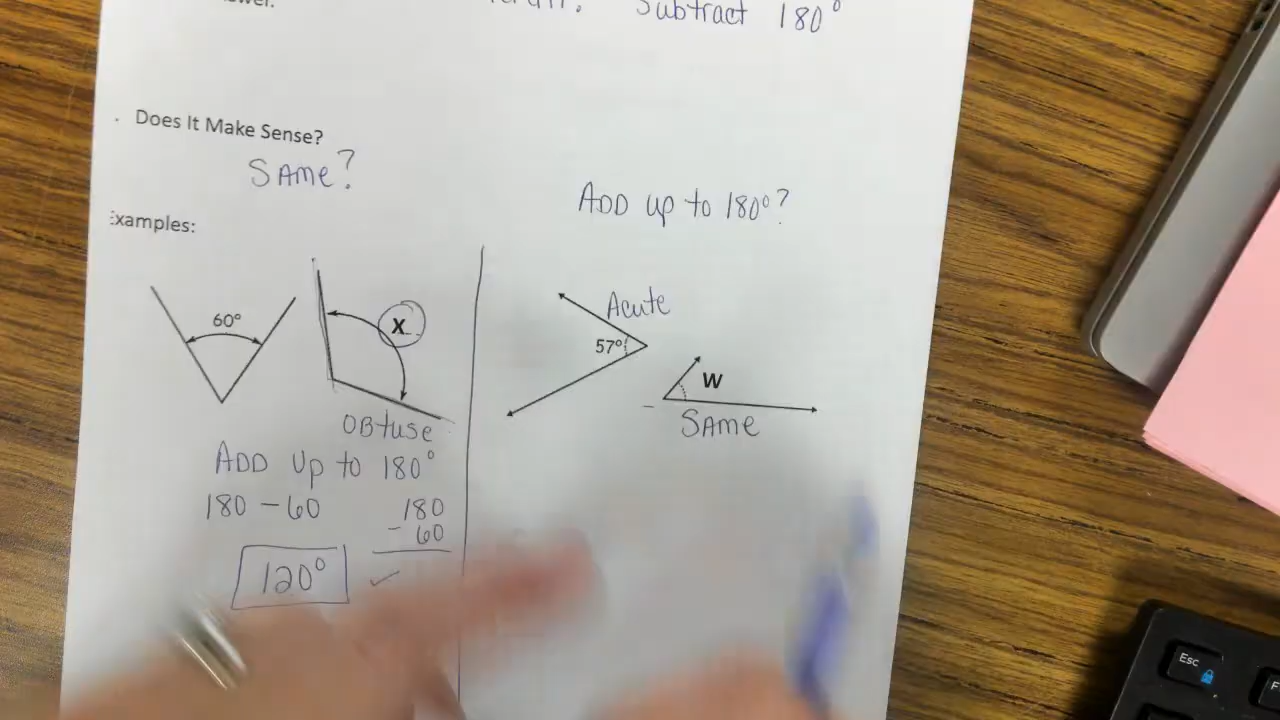 Subtract 180°
Does It Make Sense?
SAME?
ADD up to 180°?
Examples:
60°
X
OBtuSE
Acute
57°
W
SAME
ADD Up to 180°
180 - 60
180
- 60
120°
Esc
F